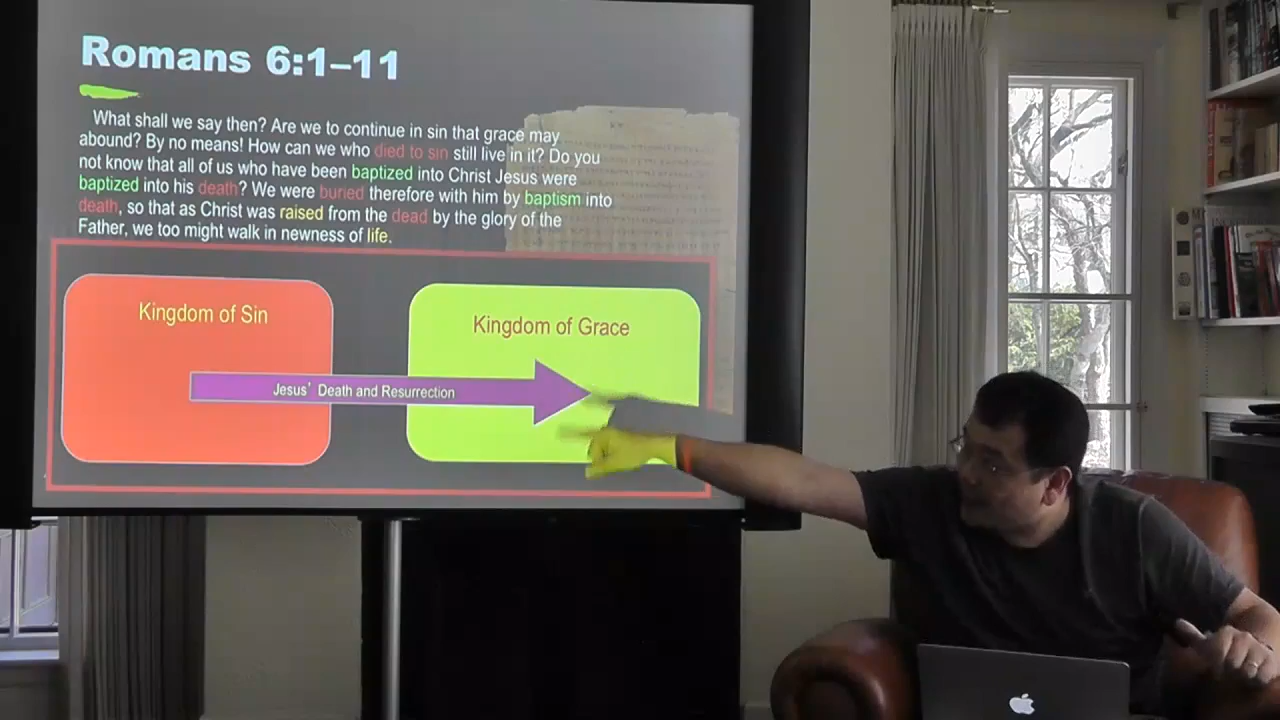 Romans 6:1–11
What shall we say then? Are we to continue in sin that grace may
abound? By no means! How can we who died to sin still live in it? Do you
not know that all of us who have been baptized into Christ Jesus were
baptized into his death? We were buried therefore with him by baptism into
death, so that as Christ was raised from the dead by the glory of the
Father, we too might walk in newness of life.
Kingdom of Sin
Kingdom of Grace
Jesus’ Death and Resurrection